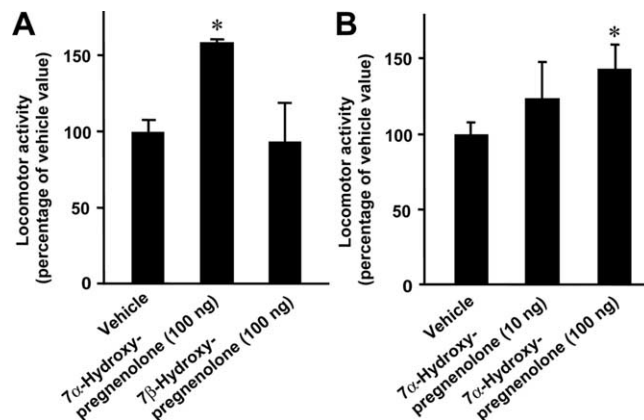 A
Locomotor activity
(percentage of vehicle value)
150
100
50
0
*
Vehicle
7α-Hydroxy-
pregnenolone (100 ng)
7β-Hydroxy-
pregnenolone (100 ng)
B
Locomotor activity
(percentage of vehicle value)
150
100
50
0
*
Vehicle
7α-Hydroxy-
pregnenolone (10 ng)
7α-Hydroxy-
pregnenolone (100 ng)